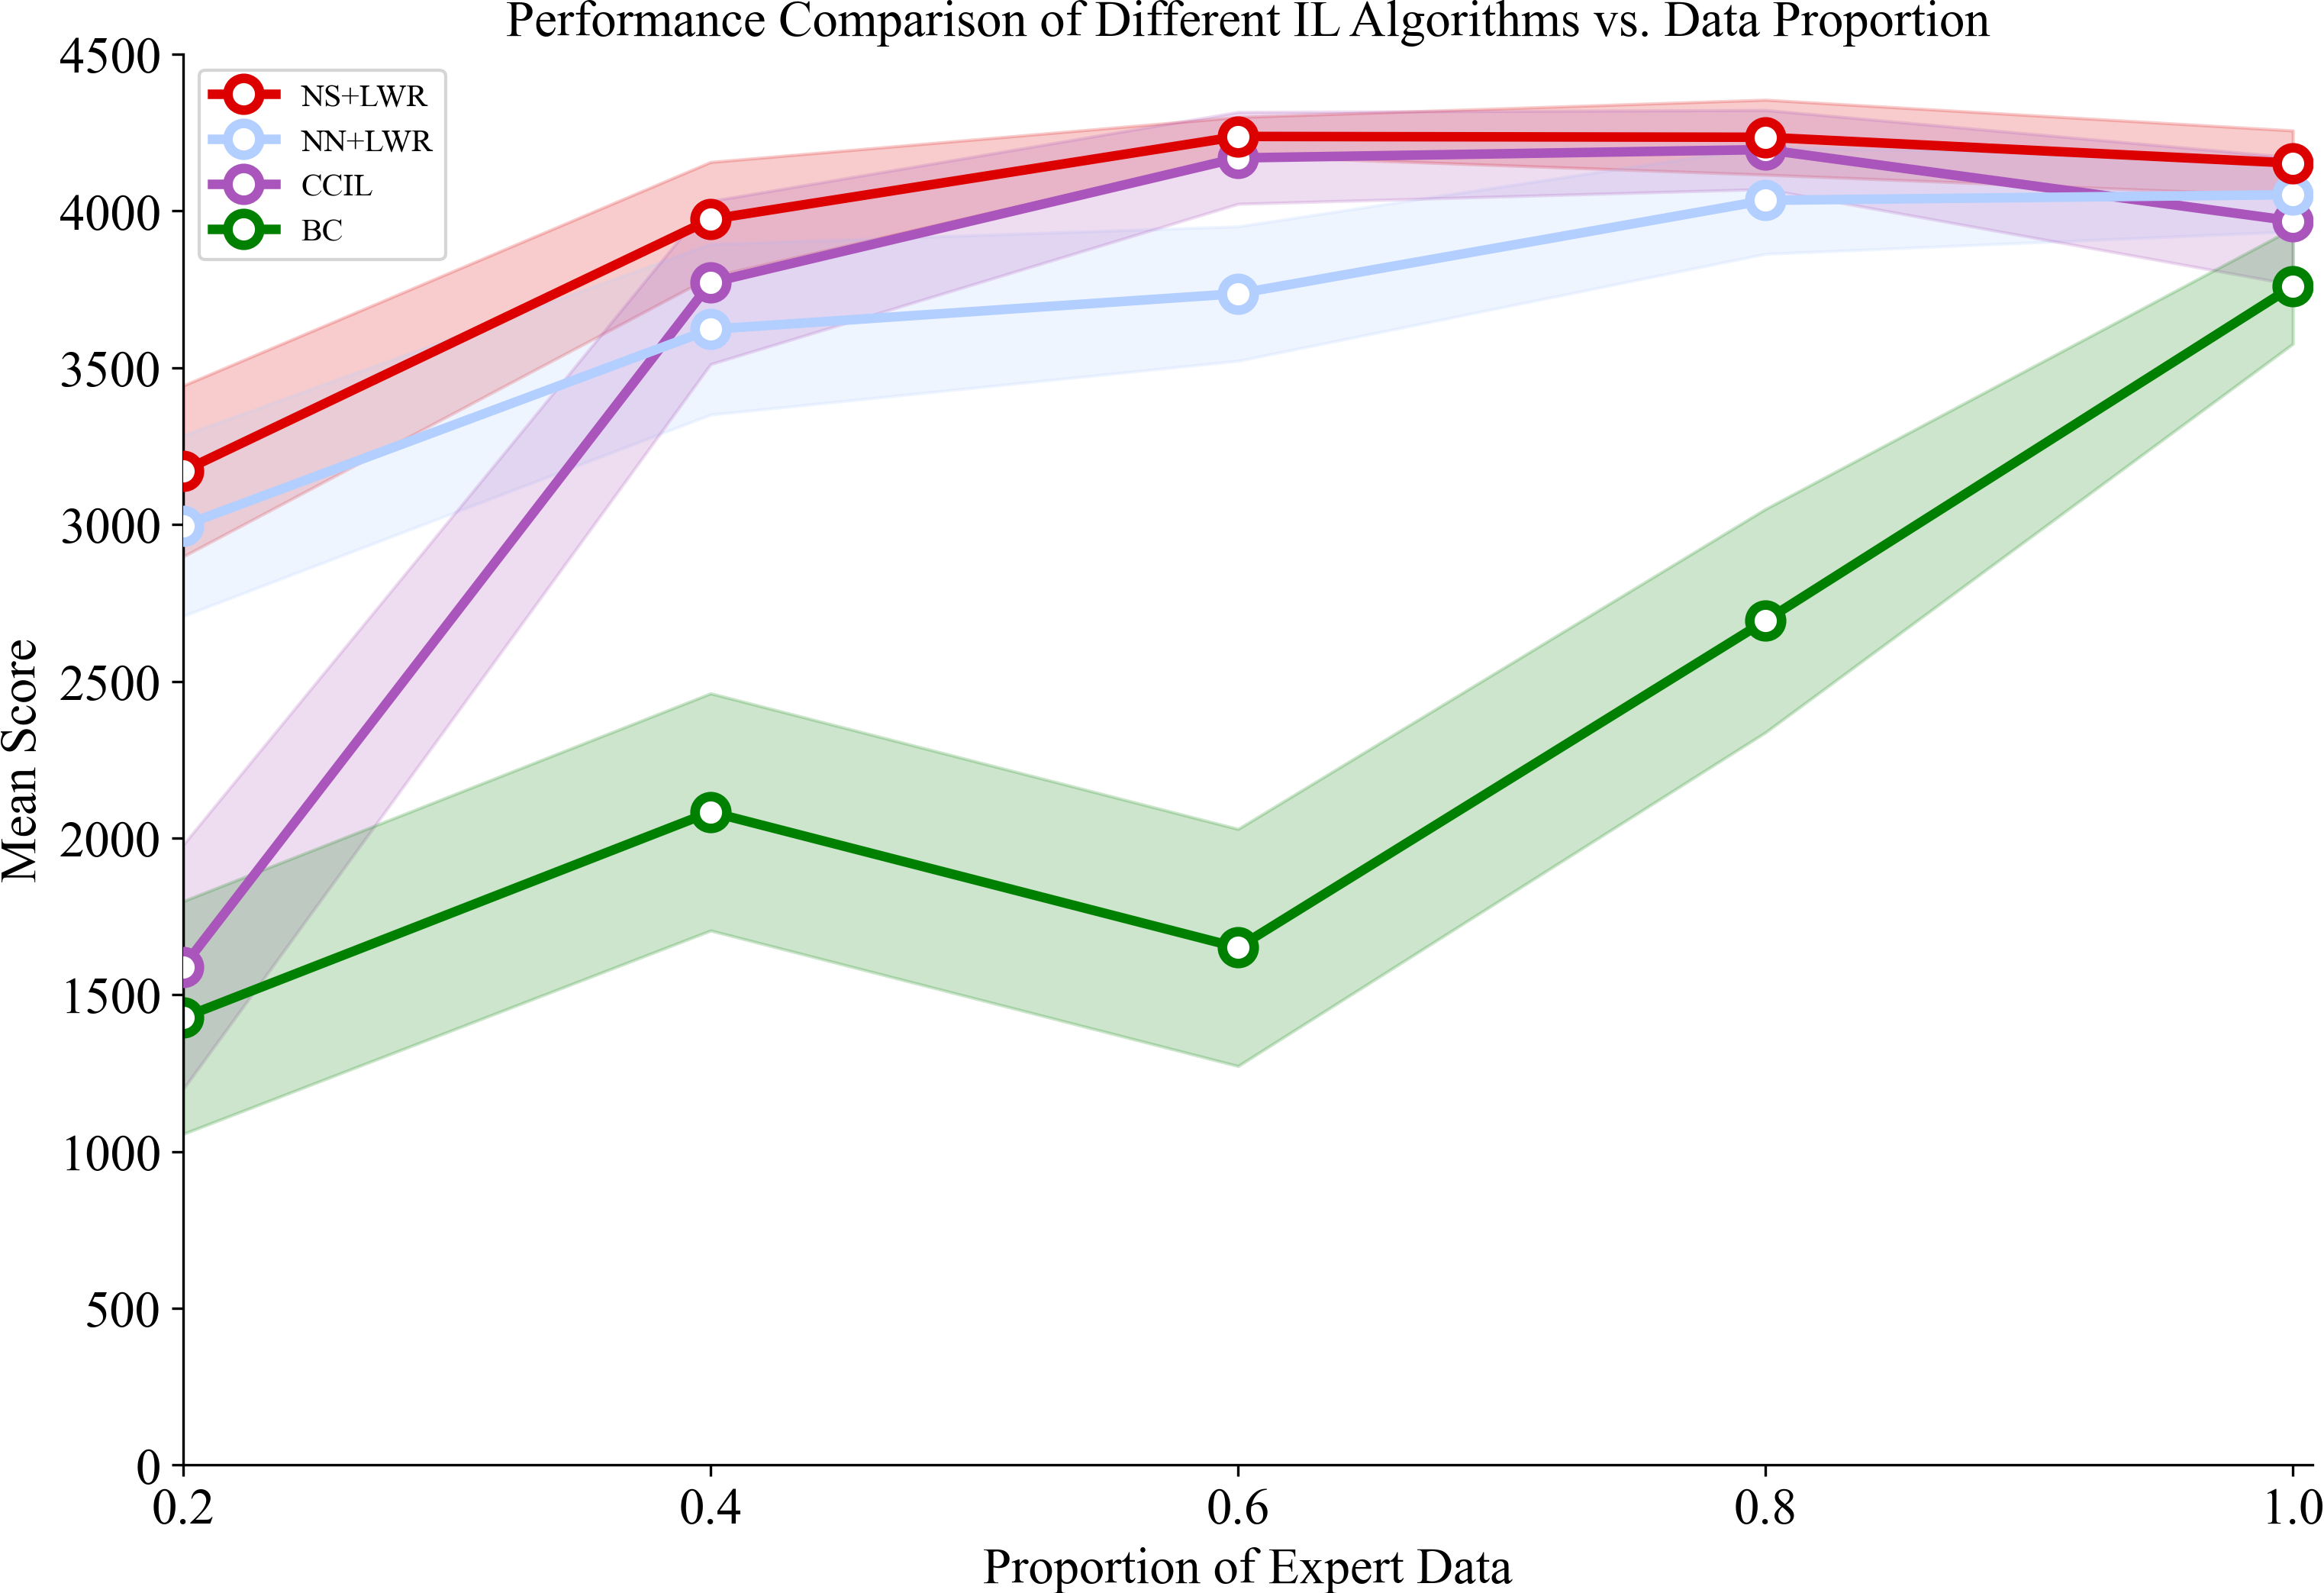 Performance Comparison of Different IL Algorithms vs. Data Proportion
4500
4000
3500
3000
2500
2000
1500
1000
500
0
NS+LWR
NN+LWR
CCIL
BC
Mean Score
0.2
0.4
0.6
0.8
1.0
Proportion of Expert Data